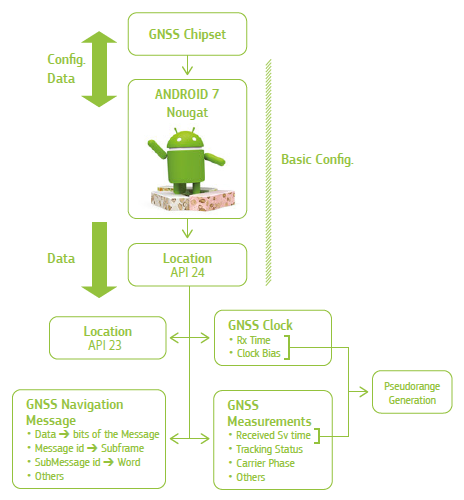 GNSS Chipset
Config.
Data
ANDROID 7
Nougat
Basic Config.
Data
Location
API 24
Location
API 23
GNSS Clock
• Rx Time
• Clock Bias
Pseudorange
Generation
GNSS Navigation
Message
• Data ➔ bits of the Message
• Message id ➔ Subframe
• SubMessage id ➔ Word
• Others
GNSS
Measurements
• Received Sv time
• Tracking Status
• Carrier Phase
• Others